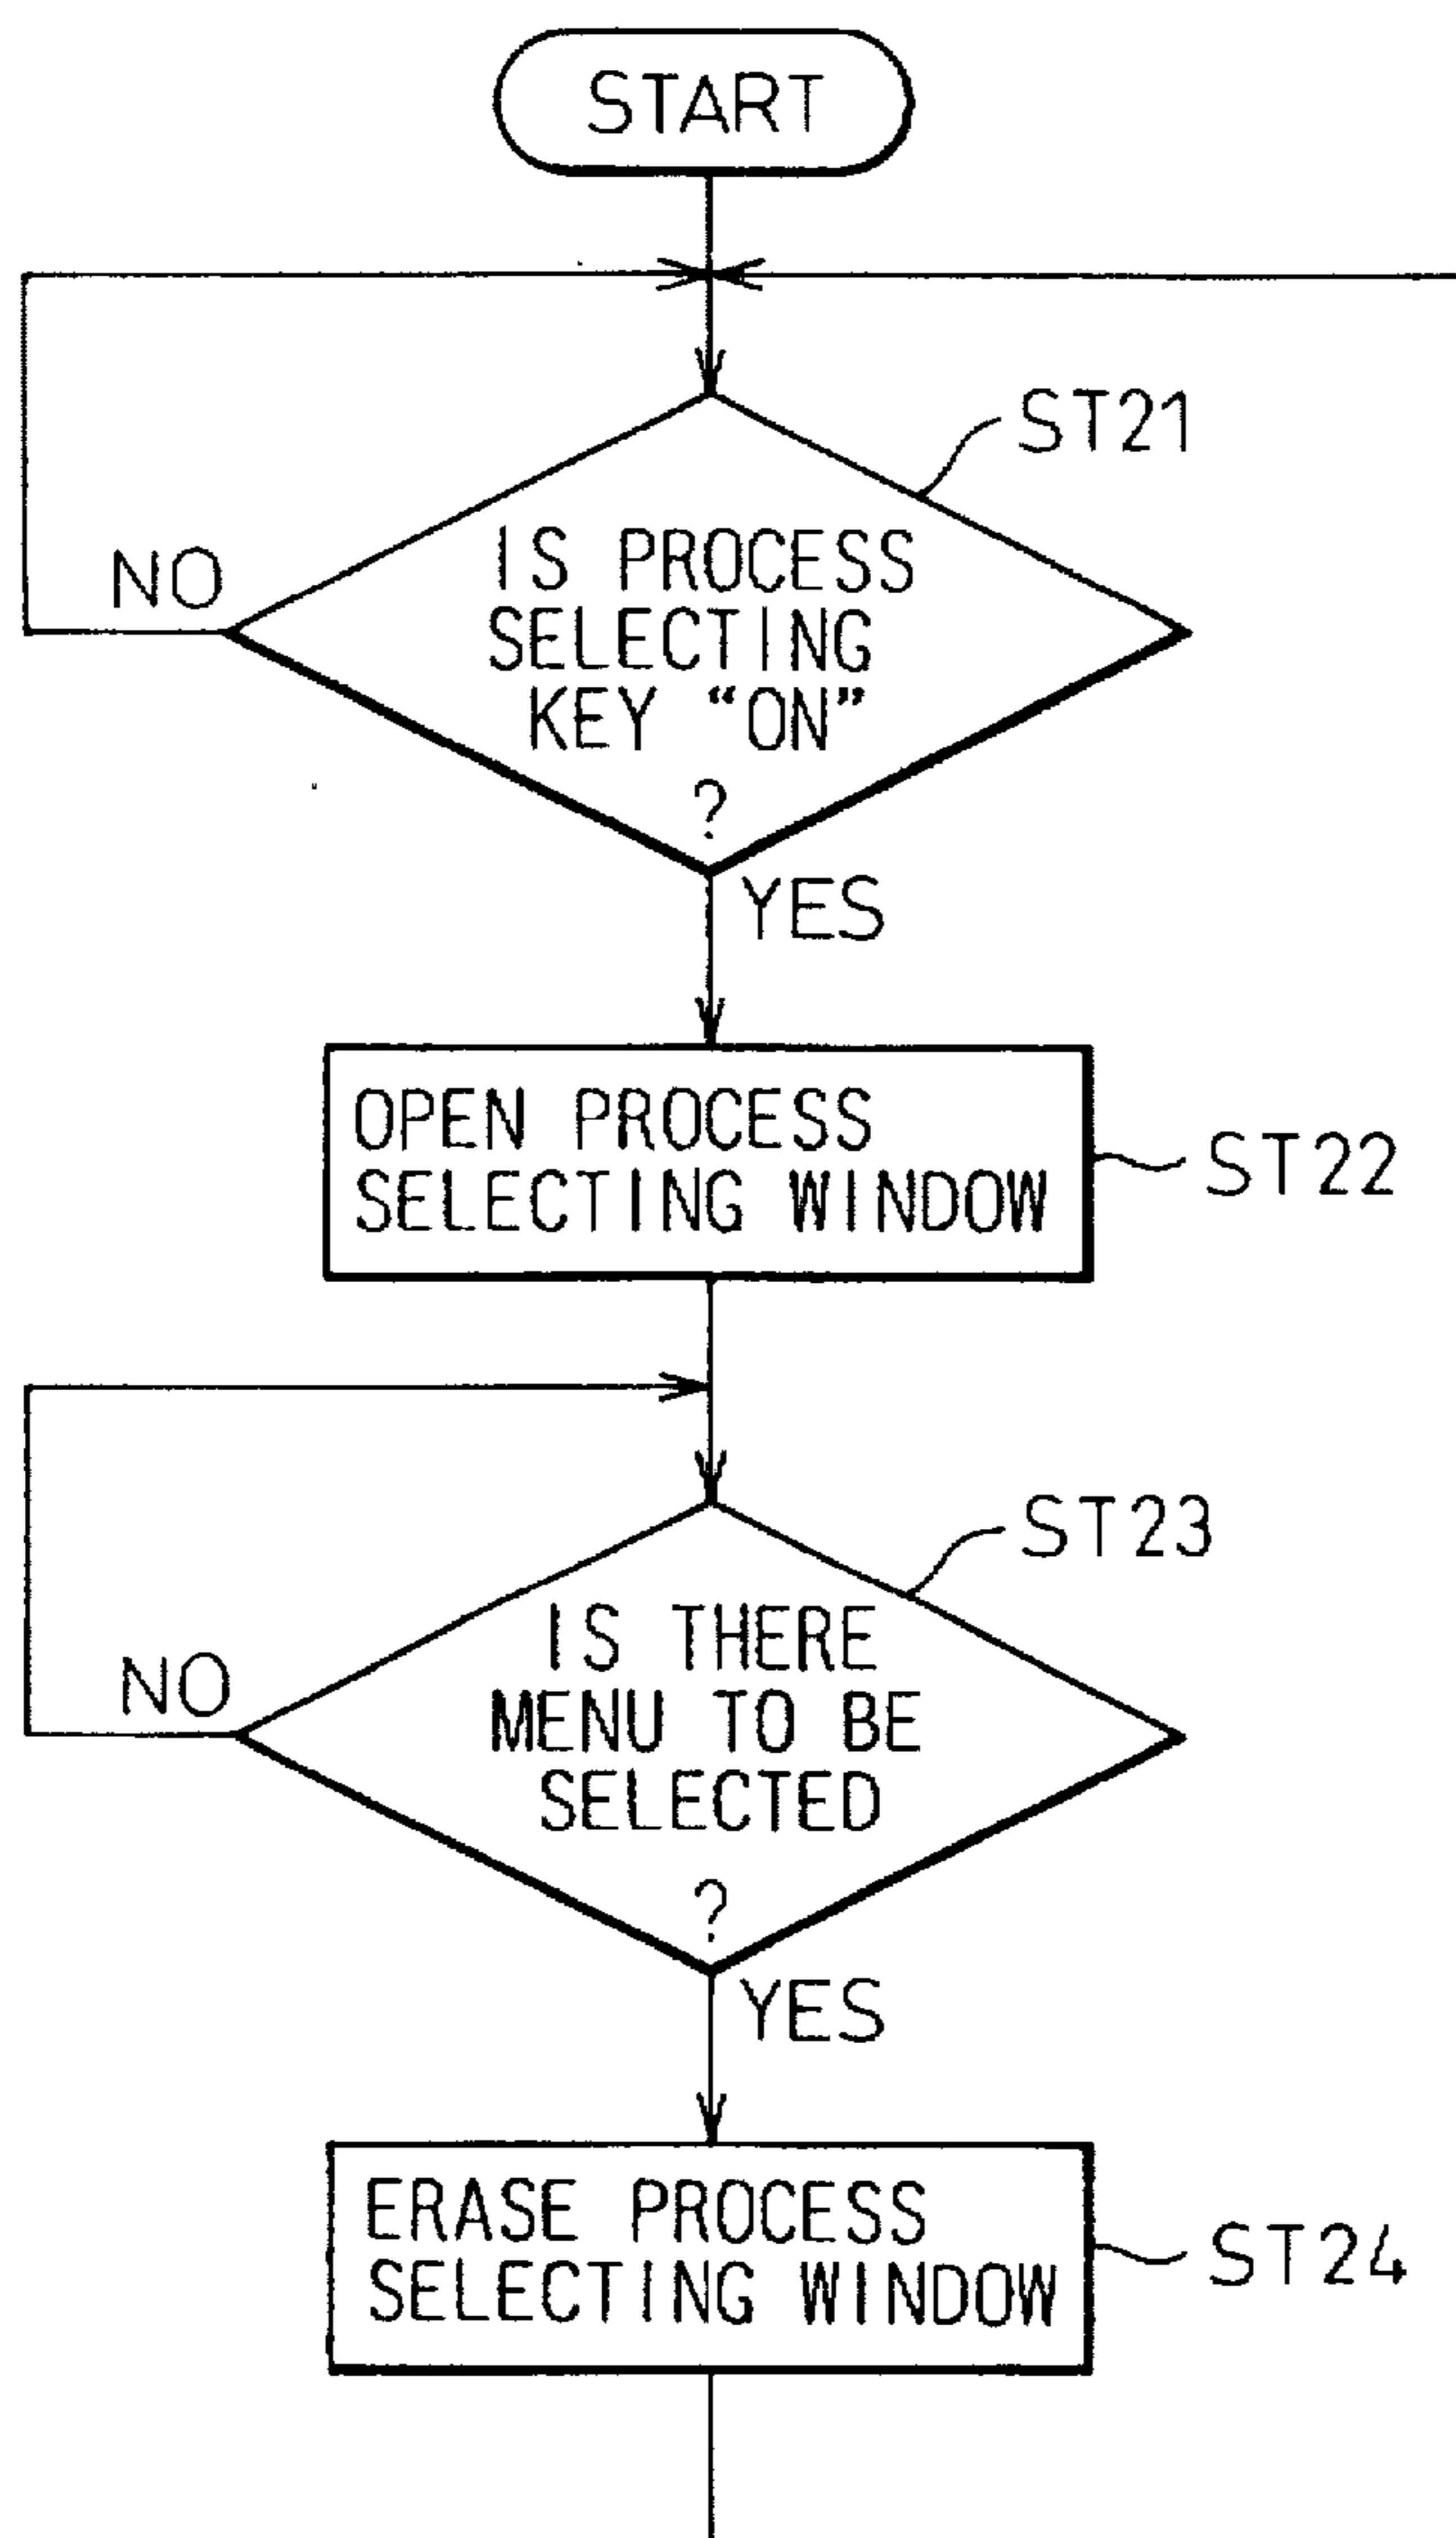 START
ST21
IS PROCESS
SELECTING
KEY “ON”
?
NO
YES
OPEN PROCESS
SELECTING WINDOW
ST22
ST23
IS THERE
MENU TO BE
SELECTED
?
NO
YES
ERASE PROCESS
SELECTING WINDOW
ST24